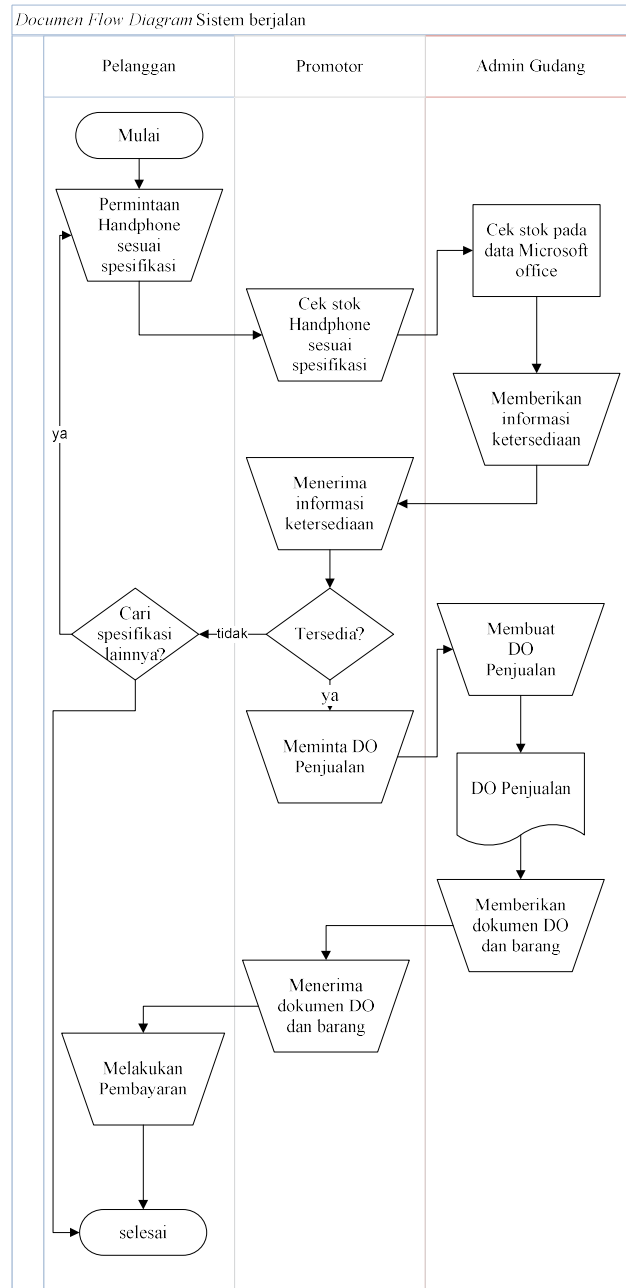 Documen Flow Diagram Sistem berjalan
Pelanggan
Promotor
Admin Gudang
Mulai
Permintaan
Handphone
sesuai
spesifikasi
Cek stok pada
data Microsoft
office
Cek stok
Handphone
sesuai
spesifikasi
Memberikan
informasi
ketersediaan
ya
Menerima
informasi
ketersediaan
Cari
spesifikasi
lainnya?
tidak
Tersedia?
Membuat
DO
Penjualan
ya
Meminta DO
Penjualan
DO Penjualan
Memberikan
dokumen DO
dan barang
Menerima
dokumen DO
dan barang
Melakukan
Pembayaran
selesai